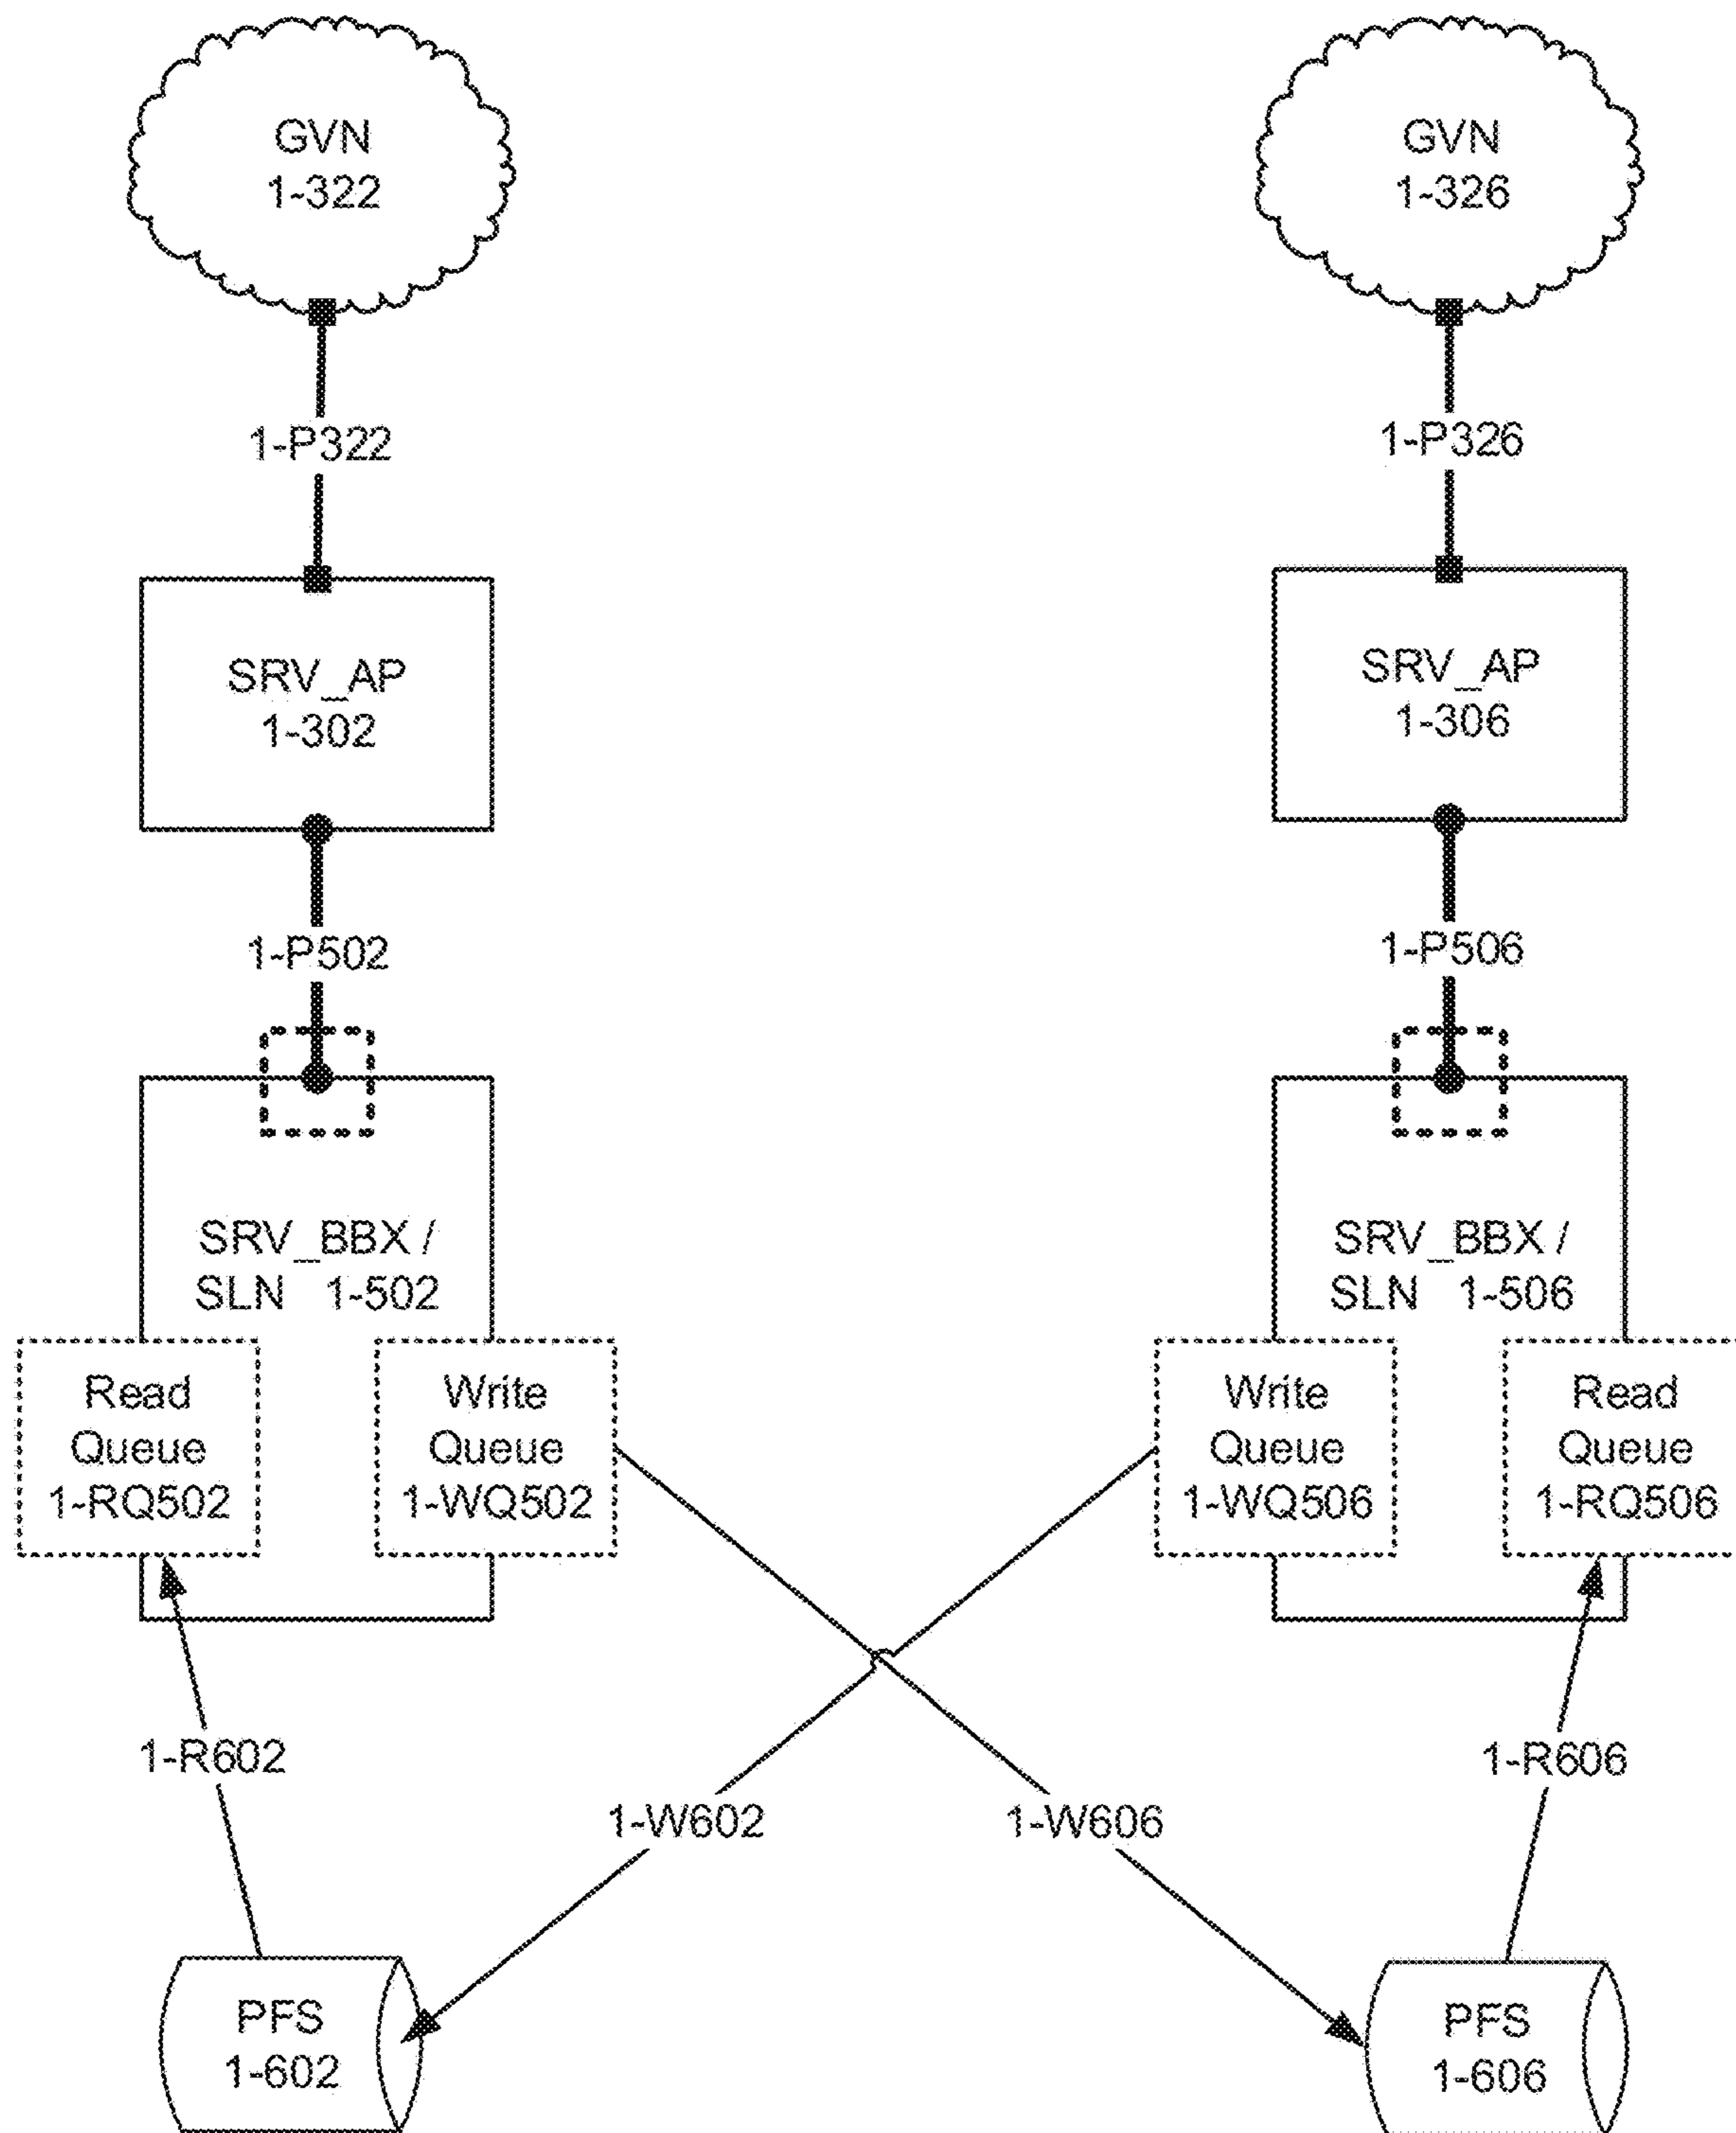 GVN
1-322
GVN
1-326
1-P322
1-P326
SRV_AP
1-302
SRV_AP
1-306
1-P502
1-P506
SRV_BBX /
SLN 1-502
SRV_BBX /
SLN 1-506
Read
Queue
1-RQ502
Write
Queue
1-WQ502
Write
Queue
1-WQ506
Read
Queue
1-RQ506
1-R602
1-R606
1-W602
1-W606
PFS
1-602
PFS
1-606